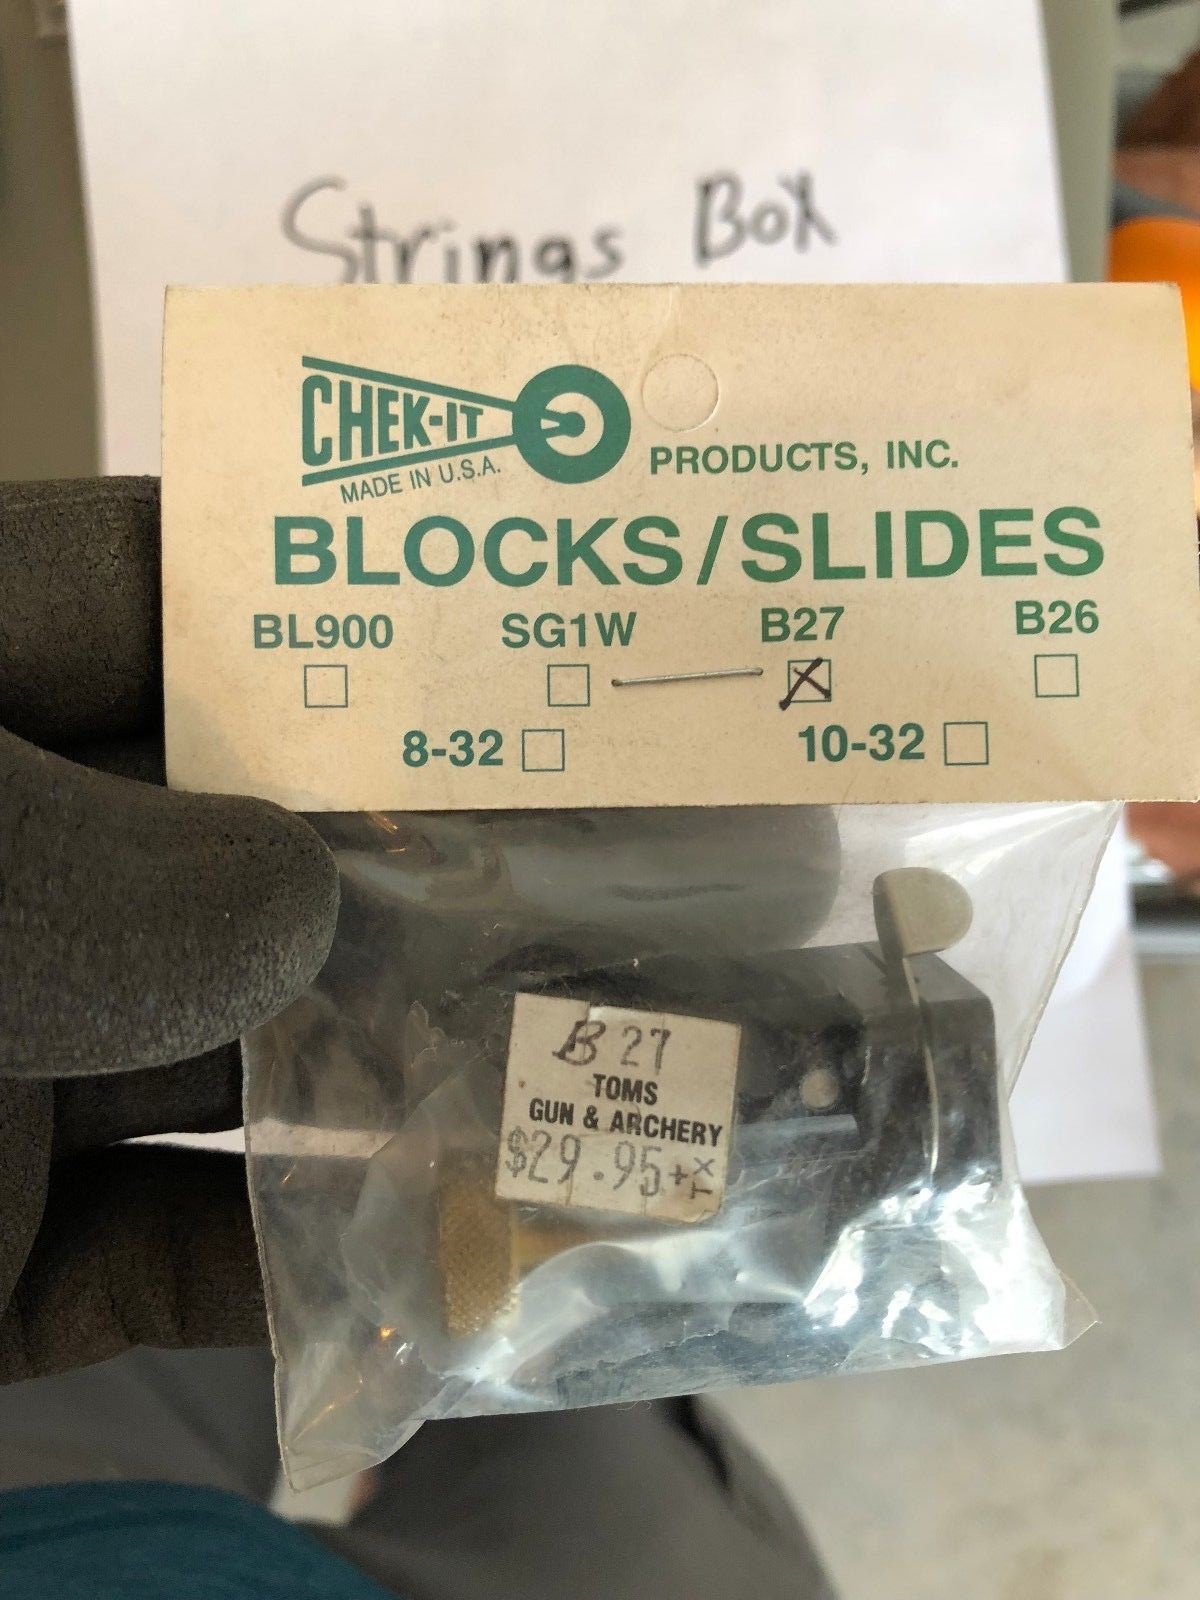 Strings Box
CHEK-IT
MADE IN U.S.A.
PRODUCTS, INC.
BLOCKS/SLIDES
BL900 SG1W B27 B26
8-32 10-32
B27
TOMS
GUN & ARCHERY
$29.95+TX